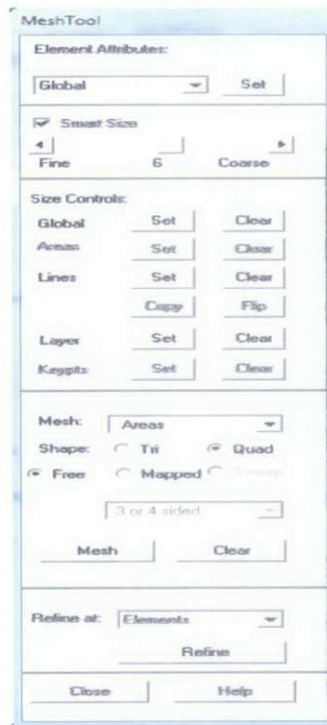 MeshTool
Element Attributes:
Global Set
Smart Size
Fine 6 Coarse
Size Controls:
Global Set Clear
Areas Set Clear
Lines Set Clear
Copy Flip
Layer Set Clear
Keypts Set Clear
Mesh: Areas
Shape: Tri Quad
Free Mapped Sweep
3 or 4 sided
Mesh Clear
Refine at: Elements
Refine
Close Help